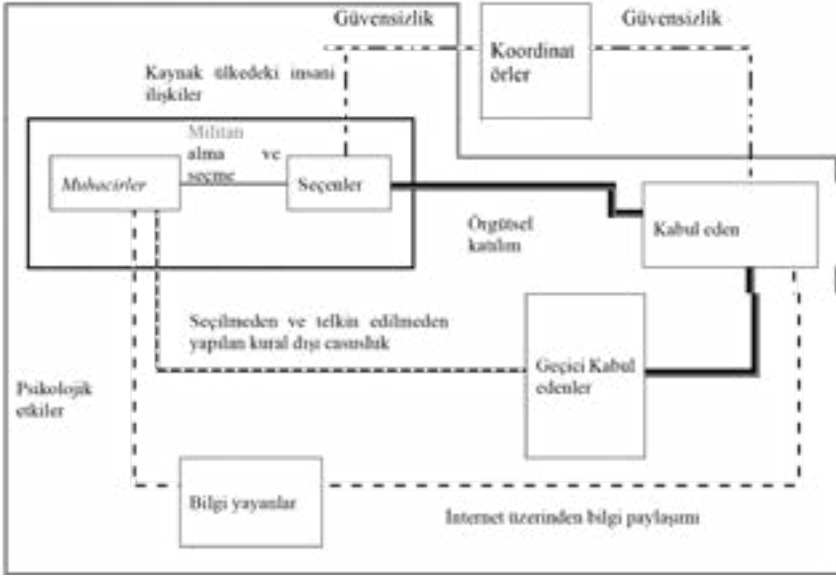 Güvensizlik
Güvensizlik
Koordinat
örler
Kaynak ülkedeki insani
ilişkiler
Militan
alma ve
seçme
Muhacirler
Seçenler
Örgütsel
katılım
Kabul eden
Seçilmeden ve telkin edilmeden
yapılan kural dışı casusluk
Geçici Kabul
edenler
Psikolojik
etkiler
Bilgi yayanlar
İnternet üzerinden bilgi paylaşımı